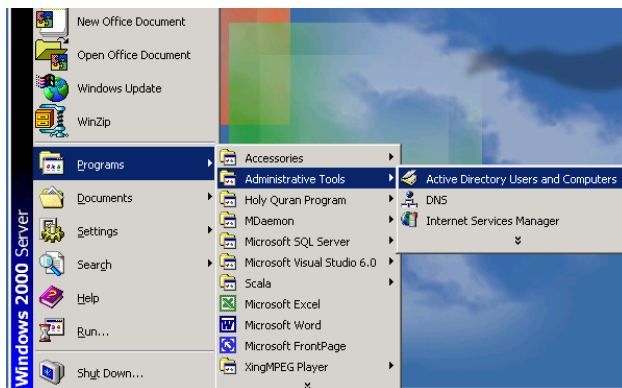 New Office Document
Open Office Document
Windows Update
WinZip
Programs
Documents
Settings
Search
Help
Run...
Shut Down...
Windows 2000 Server
Accessories
Administrative Tools
Holy Quran Program
MDaemon
Microsoft SQL Server
Microsoft Visual Studio 6.0
Scala
Microsoft Excel
Microsoft Word
Microsoft FrontPage
XingMPEG Player
Active Directory Users and Computers
DNS
Internet Services Manager